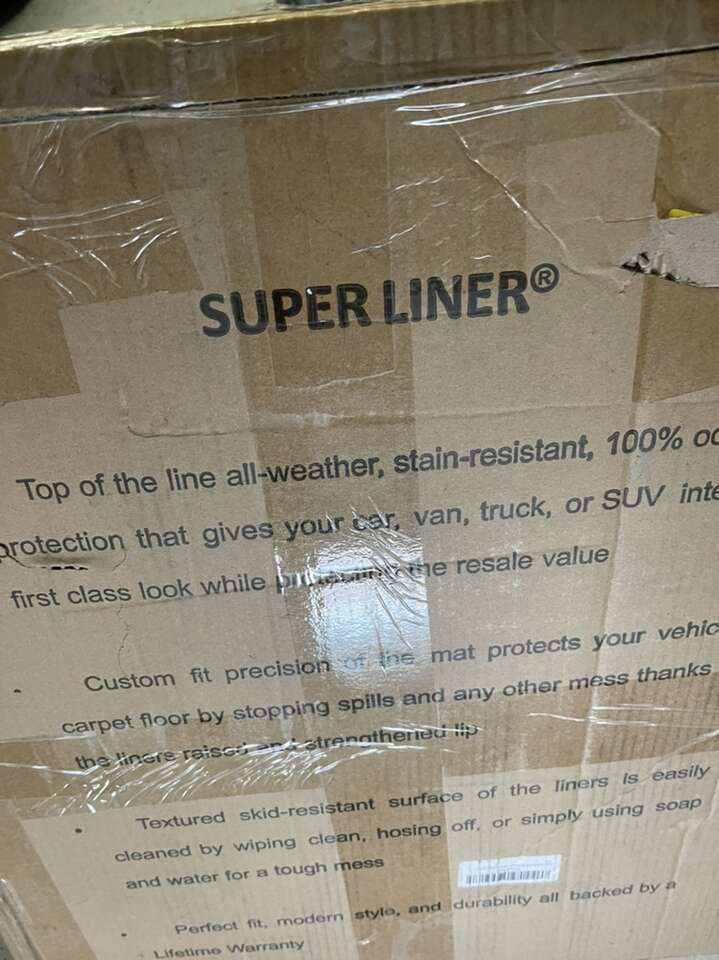 SUPER LINER®
Top of the line all-weather, stain-resistant, 100%
protection that gives your car, van, truck, or SUV
first class look while protecting the resale value
Custom fit precision of the mat protects your
carpet floor by stopping spills and any other mess thanks
the liners raised and strengthened lip
Textured skid-resistant surface of the liners is easily
cleaned by wiping clean, hosing off, or simply using soap
and water for a tough mess
Perfect fit, modern style, and durability all backed by a
Lifetime Warranty